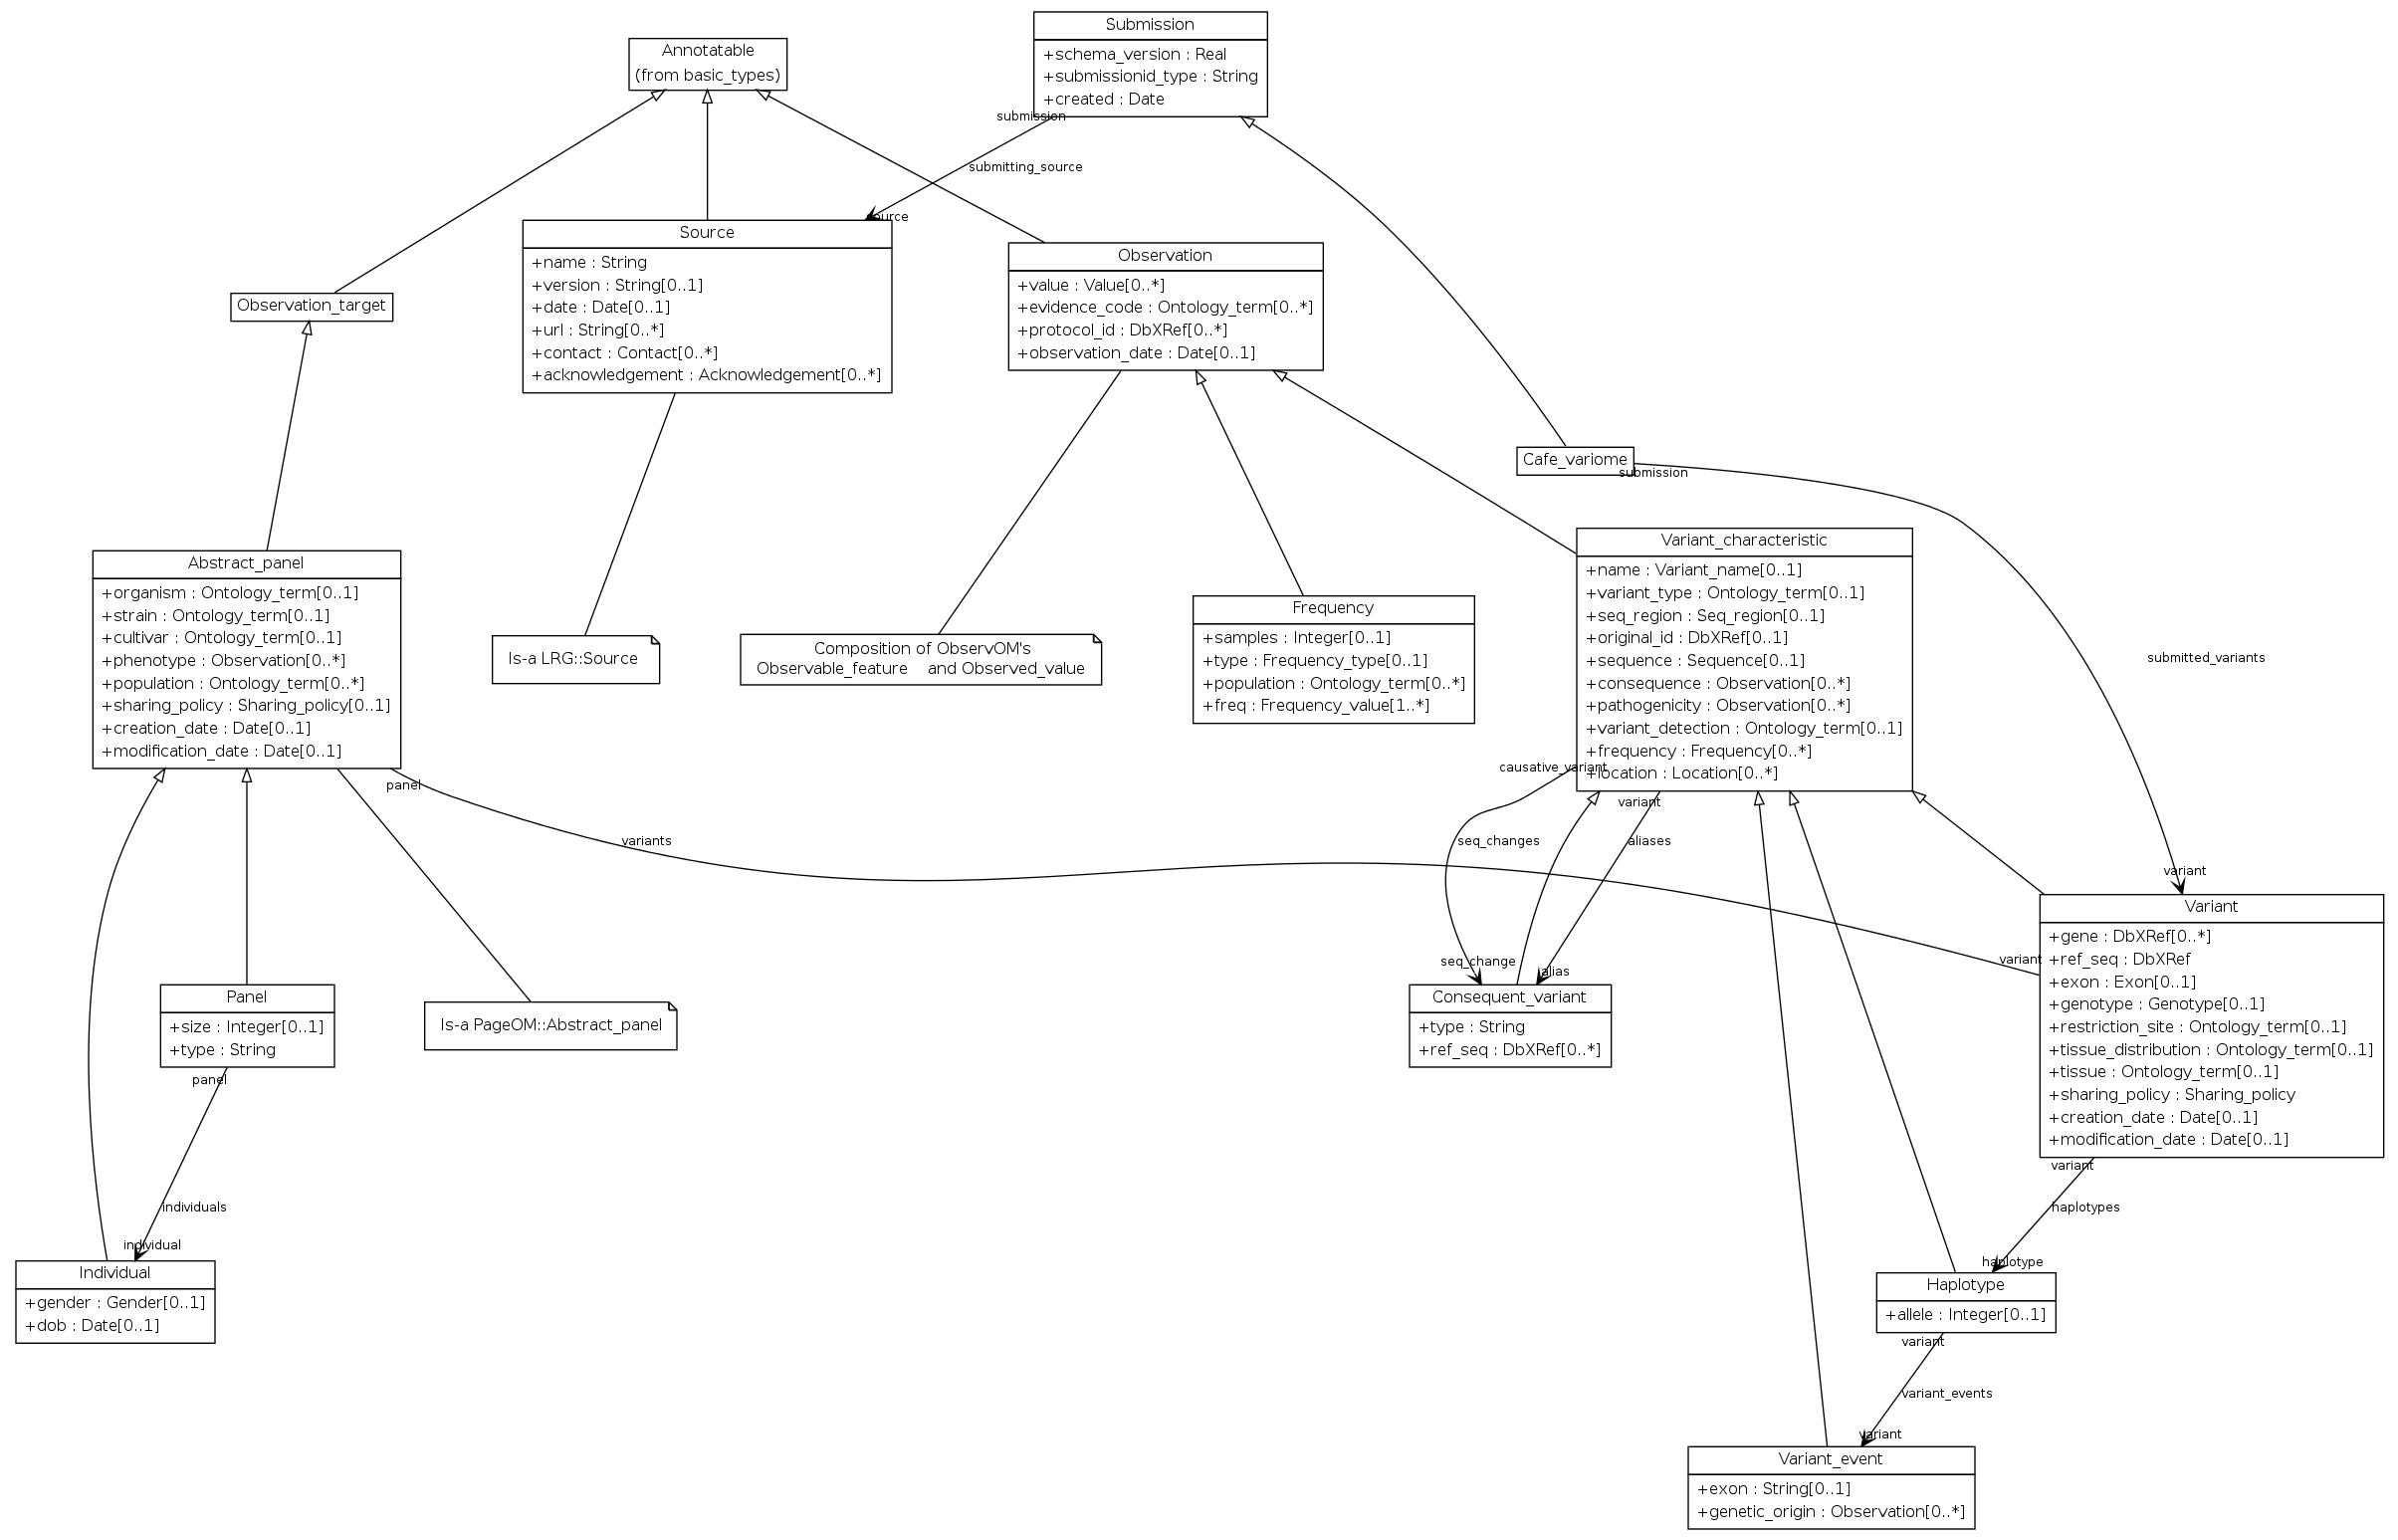 Submission
+schema_version : Real
+submissionid_type : String
+created : Date
Annotatable
(from basic_types)
submission
submitting_source
source
Source
+name : String
+version : String[0..1]
+date : Date[0..1]
+url : String[0..*]
+contact : Contact[0..*]
+acknowledgement : Acknowledgement[0..*]
Observation
+value : Value[0..*]
+evidence_code : Ontology_term[0..*]
+protocol_id : DbXRef[0..*]
+observation_date : Date[0..1]
Observation_target
Cafe_variome
submission
submitted_variants
variant
Abstract_panel
+organism : Ontology_term[0..1]
+strain : Ontology_term[0..1]
+cultivar : Ontology_term[0..1]
+phenotype : Observation[0..*]
+population : Ontology_term[0..*]
+sharing_policy : Sharing_policy[0..1]
+creation_date : Date[0..1]
+modification_date : Date[0..1]
Is-a LRG::Source
Composition of ObservOM's
Observable_feature    and Observed_value
Frequency
+samples : Integer[0..1]
+type : Frequency_type[0..1]
+population : Ontology_term[0..*]
+freq : Frequency_value[1..*]
Variant_characteristic
+name : Variant_name[0..1]
+variant_type : Ontology_term[0..1]
+seq_region : Seq_region[0..1]
+original_id : DbXRef[0..1]
+sequence : Sequence[0..1]
+consequence : Observation[0..*]
+pathogenicity : Observation[0..*]
+variant_detection : Ontology_term[0..1]
+frequency : Frequency[0..*]
+location : Location[0..*]
causative_variant
seq_changes
seq_change
variant
aliases
alias
panel
variants
variant
Variant
+gene : DbXRef[0..*]
+ref_seq : DbXRef
+exon : Exon[0..1]
+genotype : Genotype[0..1]
+restriction_site : Ontology_term[0..1]
+tissue_distribution : Ontology_term[0..1]
+tissue : Ontology_term[0..1]
+sharing_policy : Sharing_policy
+creation_date : Date[0..1]
+modification_date : Date[0..1]
Panel
+size : Integer[0..1]
+type : String
Is-a PageOM::Abstract_panel
Consequent_variant
+type : String
+ref_seq : DbXRef[0..*]
panel
individuals
individual
variant
haplotypes
haplotype
Individual
+gender : Gender[0..1]
+dob : Date[0..1]
Haplotype
+allele : Integer[0..1]
variant
variant_events
variant
Variant_event
+exon : String[0..1]
+genetic_origin : Observation[0..*]